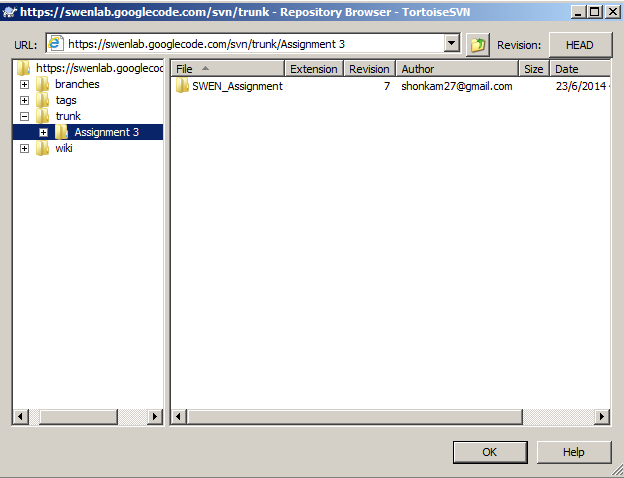 https://swenlab.googlecode.com/svn/trunk - Repository Browser - TortoiseSVN
URL: https://swenlab.googlecode.com/svn/trunk/Assignment 3 Revision: HEAD
https://swenlab.googlecod
branches
tags
trunk
Assignment 3
wiki
File Extension Revision Author Size Date
SWEN_Assignment 7 shonkam27@gmail.com 23/6/2014
OK Help